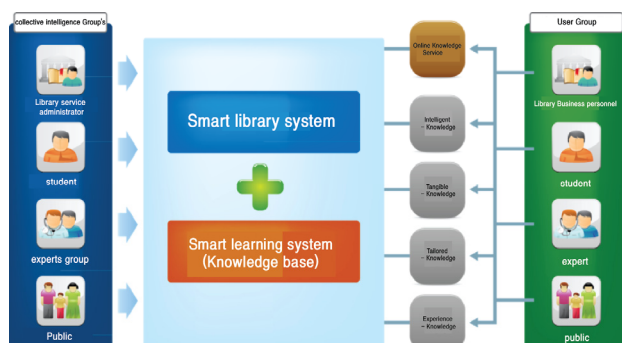 collective intelligence Group's
Library service
administrator
student
experts group
Public
Smart library system
Smart learning system
(Knowledge base)
Online Knowledge
Service
Intelligent
- Knowledge
Tangible
- Knowledge
Tailored
- Knowledge
Experience
- Knowledge
User Group
Library Business personnel
otudent
expert
public